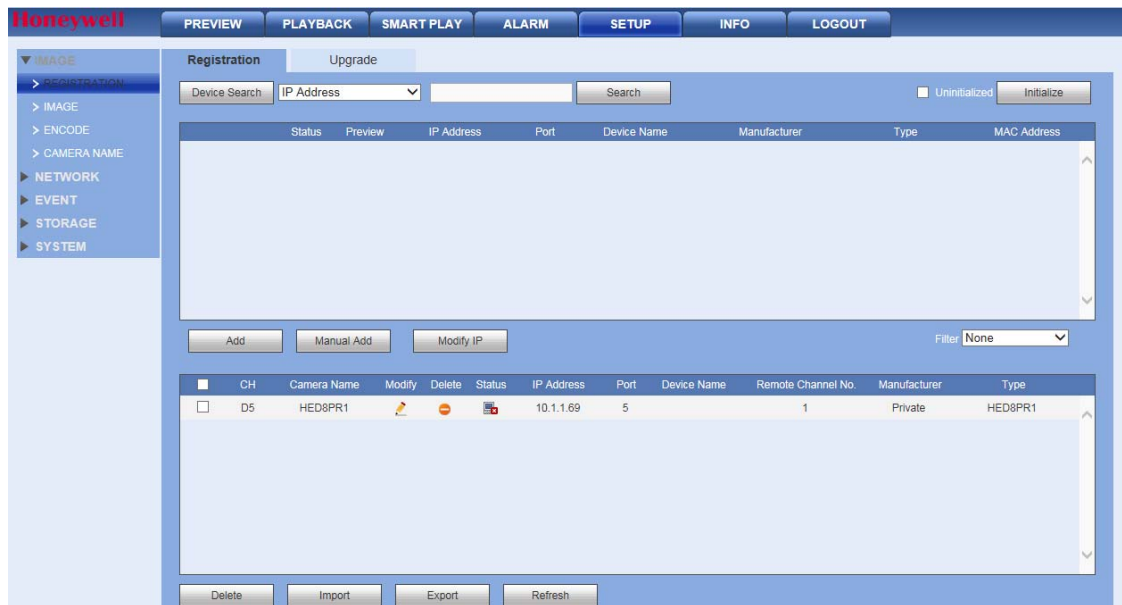 Honeywell
PREVIEW PLAYBACK SMART PLAY ALARM SETUP INFO LOGOUT
IMAGE
Registration Upgrade
REGISTRATION
Device Search IP Address Search Uninitialized Initialize
IMAGE
ENCODE
Status Preview IP Address Port Device Name Manufacturer Type MAC Address
CAMERA NAME
NETWORK
EVENT
STORAGE
SYSTEM
Add Manual Add Modify IP Filter None
CH Camera Name Modify Delete Status IP Address Port Device Name Remote Channel No. Manufacturer Type
D5 HED8PR1 10.1.1.69 5 1 Private HED8PR1
Delete Import Export Refresh